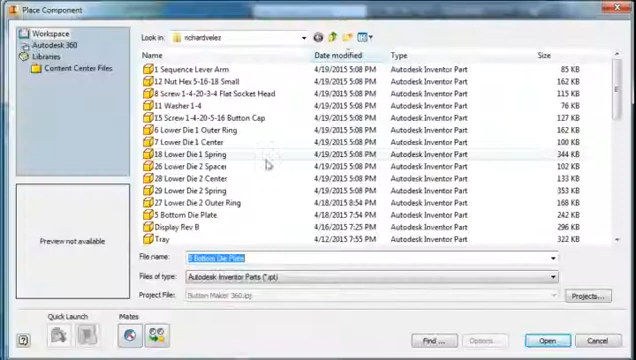 Place Component
Workspace
Autodesk 360
Libraries
Content Center Files
Look in: richardvelez
Name Date modified Type Size
1 Sequence Lever Arm 4/19/2015 5:08 PM Autodesk Inventor Part 85 KB
12 Nut Hex 5-16-18 Small 4/19/2015 5:08 PM Autodesk Inventor Part 162 KB
8 Screw 1-4-20-3-4 Flat Socket Head 4/19/2015 5:08 PM Autodesk Inventor Part 115 KB
11 Washer 1-4 4/19/2015 5:08 PM Autodesk Inventor Part 76 KB
15 Screw 1-4-20-5-16 Button Cap 4/19/2015 5:08 PM Autodesk Inventor Part 127 KB
6 Lower Die 1 Outer Ring 4/19/2015 5:08 PM Autodesk Inventor Part 162 KB
7 Lower Die 1 Center 4/19/2015 5:08 PM Autodesk Inventor Part 100 KB
18 Lower Die 1 Spring 4/19/2015 5:08 PM Autodesk Inventor Part 344 KB
26 Lower Die 2 Spacer 4/19/2015 5:08 PM Autodesk Inventor Part 102 KB
28 Lower Die 2 Center 4/19/2015 5:08 PM Autodesk Inventor Part 133 KB
29 Lower Die 2 Spring 4/19/2015 5:08 PM Autodesk Inventor Part 353 KB
27 Lower Die 2 Outer Ring 4/18/2015 8:54 PM Autodesk Inventor Part 168 KB
5 Bottom Die Plate 4/18/2015 7:54 PM Autodesk Inventor Part 242 KB
Display Rev B 4/16/2015 7:25 PM Autodesk Inventor Part 296 KB
Tray 4/12/2015 7:55 PM Autodesk Inventor Part 322 KB
Preview not available
File name: 5 Bottom Die Plate
Files of type: Autodesk Inventor Parts (*.ipt)
Project File: Button Maker 360.ipj Projects...
Quick Launch Mates
Find ... Options... Open Cancel